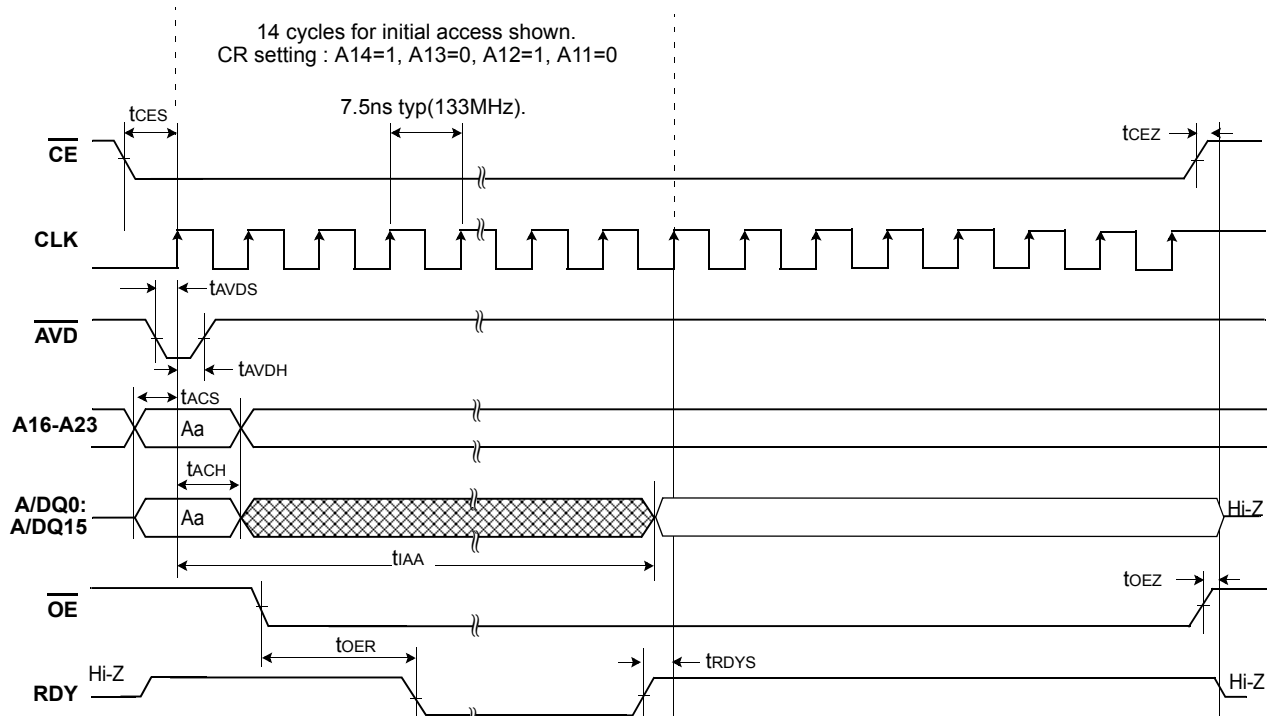 14 cycles for initial access shown.
CR setting : A14=1, A13=0, A12=1, A11=0
7.5ns typ(133MHz).
tCES
tCEZ
CE
CLK
tAVDS
AVD
tAVDH
tACS
A16-A23
Aa
tACH
A/DQ0:
A/DQ15
Aa
Hi-Z
tIAA
tOEZ
OE
tOER
tRDYS
Hi-Z
RDY
Hi-Z